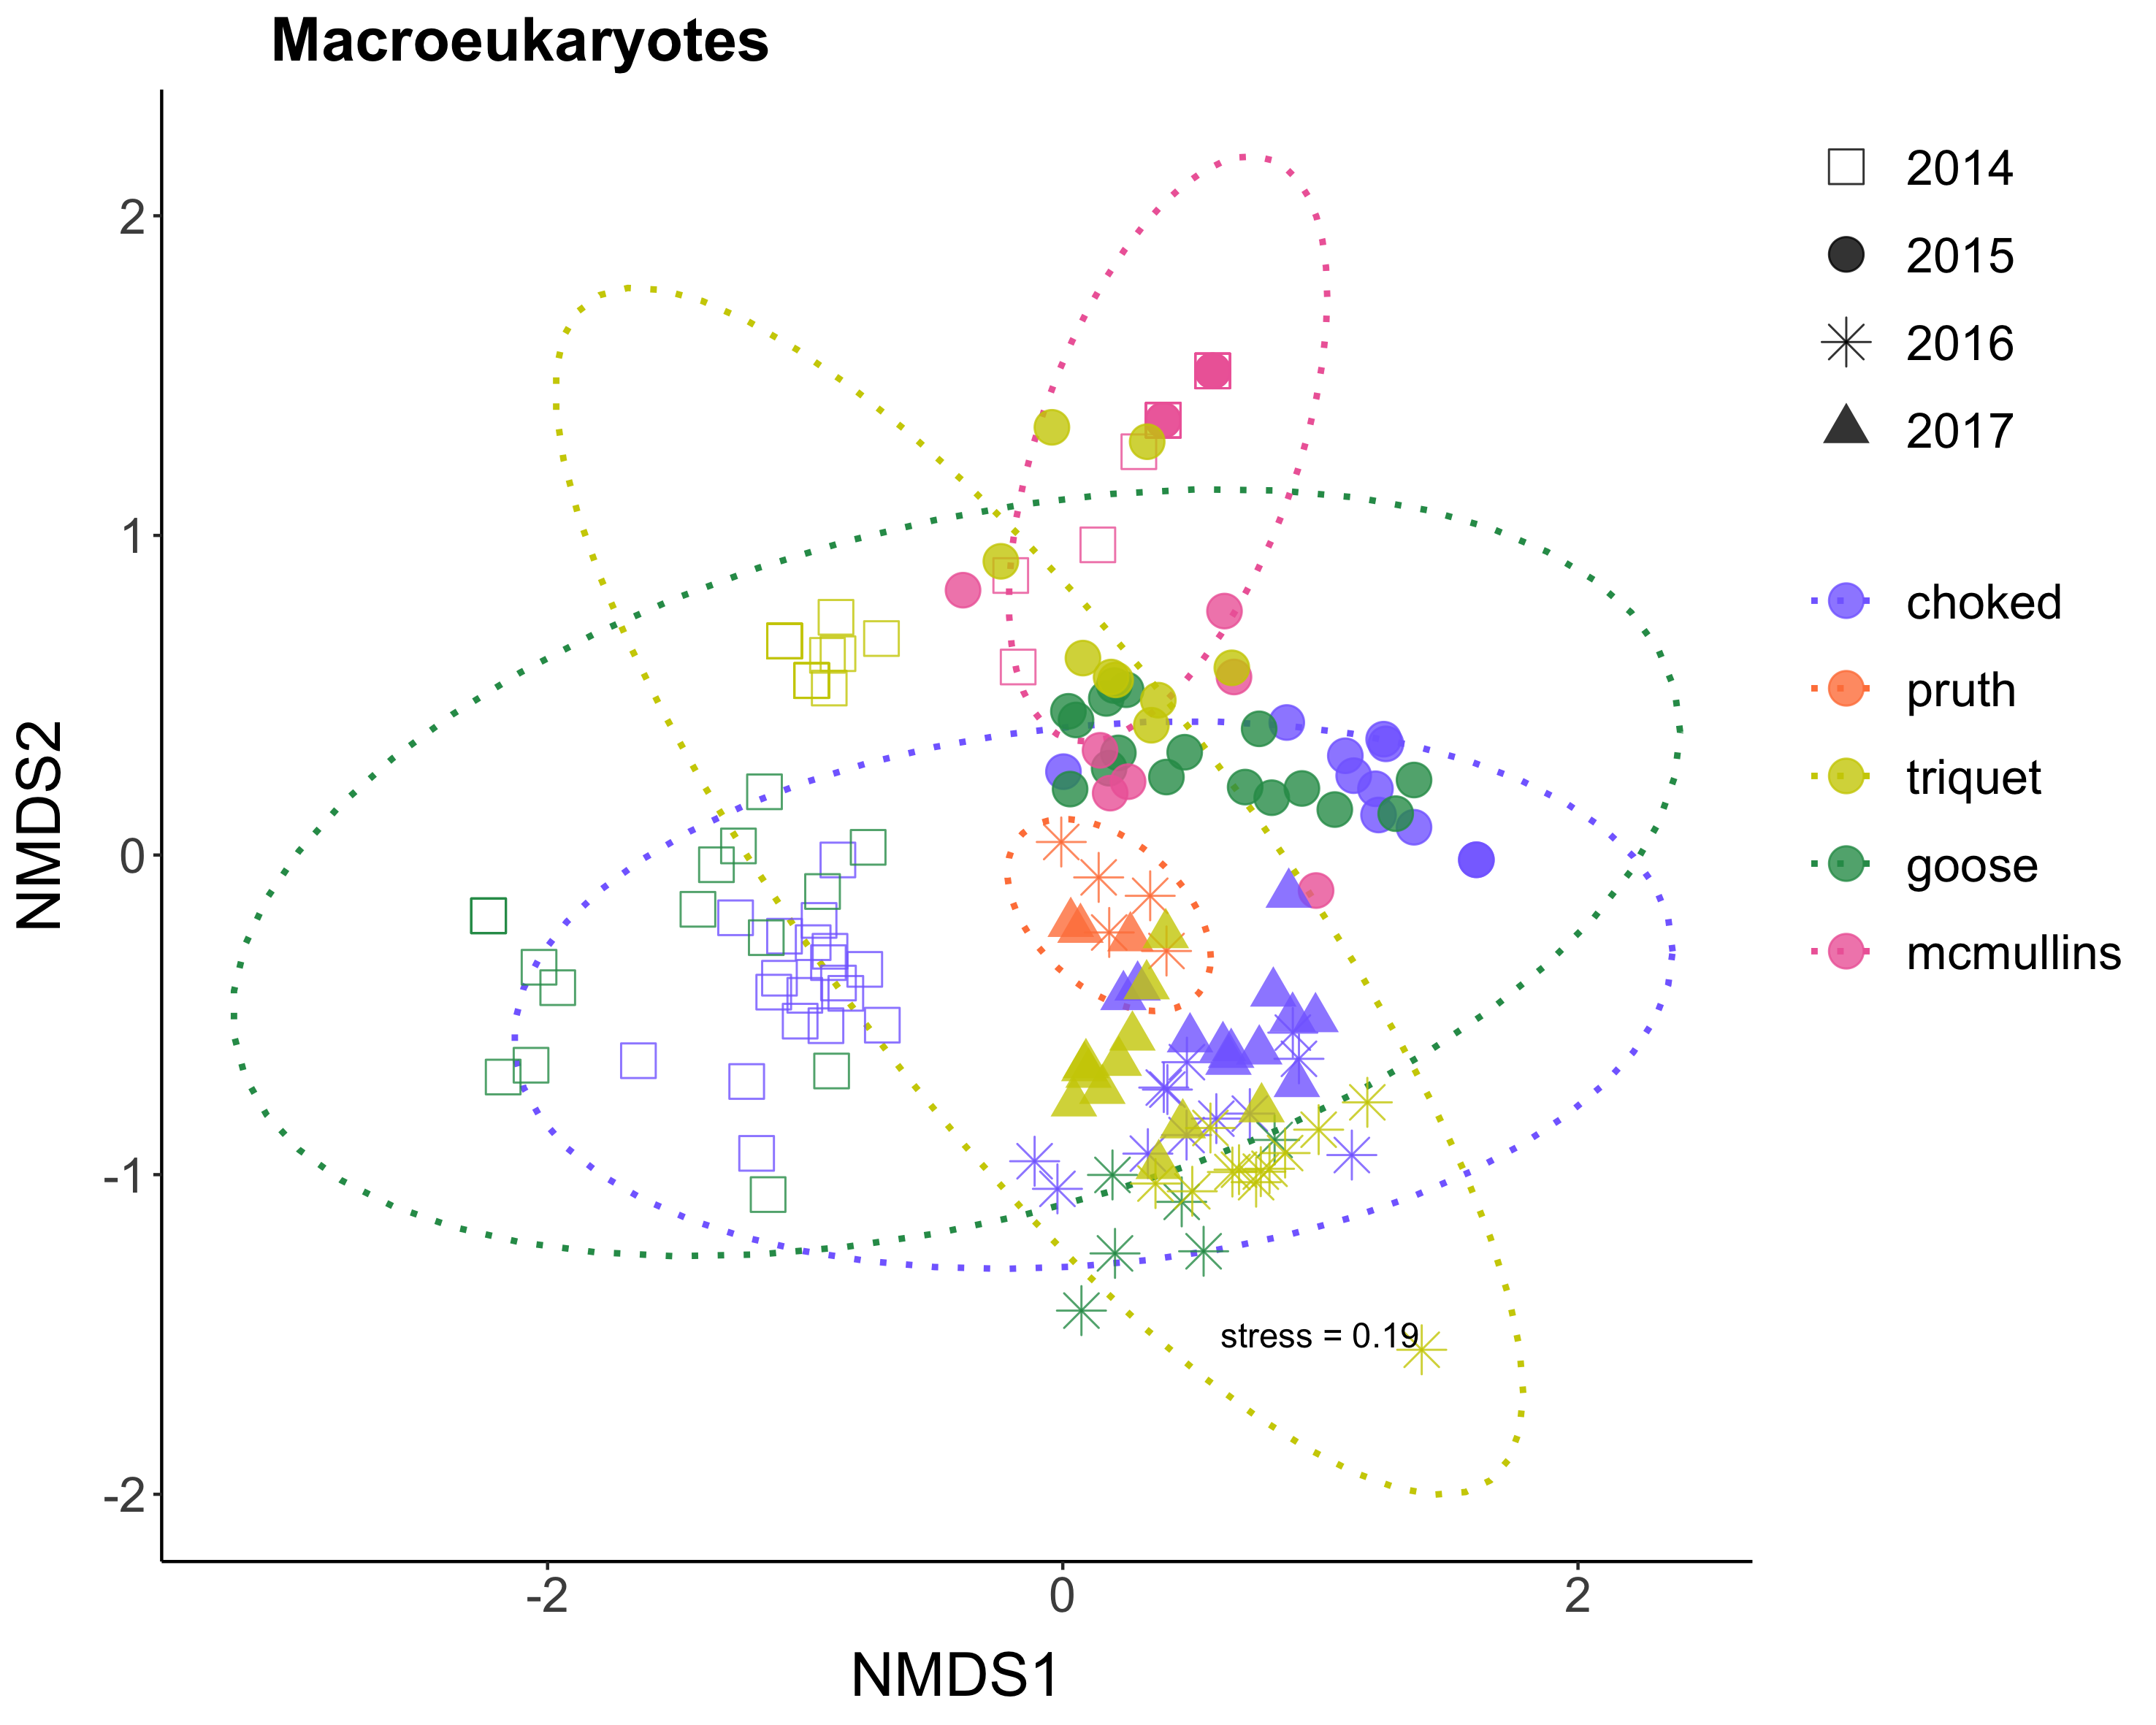 Macroeukaryotes
2014
2015
2016
2017
choked
pruth
triquet
goose
mcmullins
2
1
0
-1
-2
NMDS2
stress = 0.19
-2
0
2
NMDS1